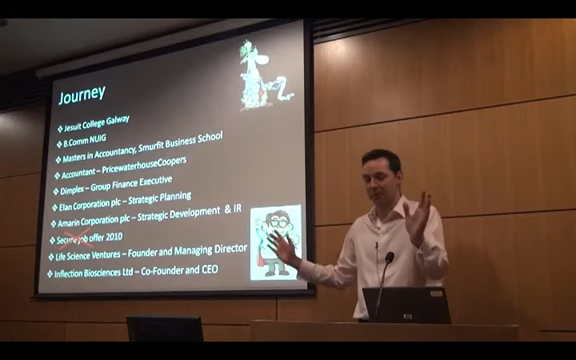 Journey
Jesuit College Galway
B.Comm NUIG
Masters in Accountancy, Smurfit Business School
Accountant – PricewaterhouseCoopers
Dimplex – Group Finance Executive
Elan Corporation plc – Strategic Planning
Amarin Corporation plc – Strategic Development & IR
Secure job offer 2010
Life Science Ventures – Founder and Managing Director
Inflection Biosciences Ltd – Co-Founder and CEO